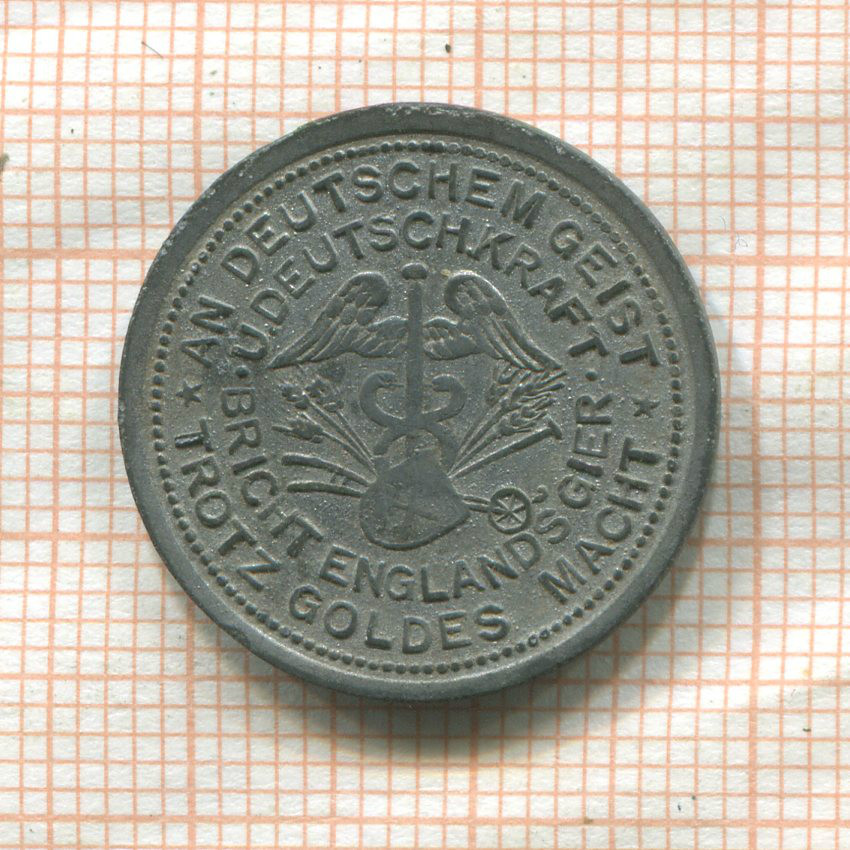 AN DEUTSCHEM GEIST
U. DEUTSCH. KRAFT
BRICHT ENGLAND'S GIER
TROTZ GOLDES MACHT